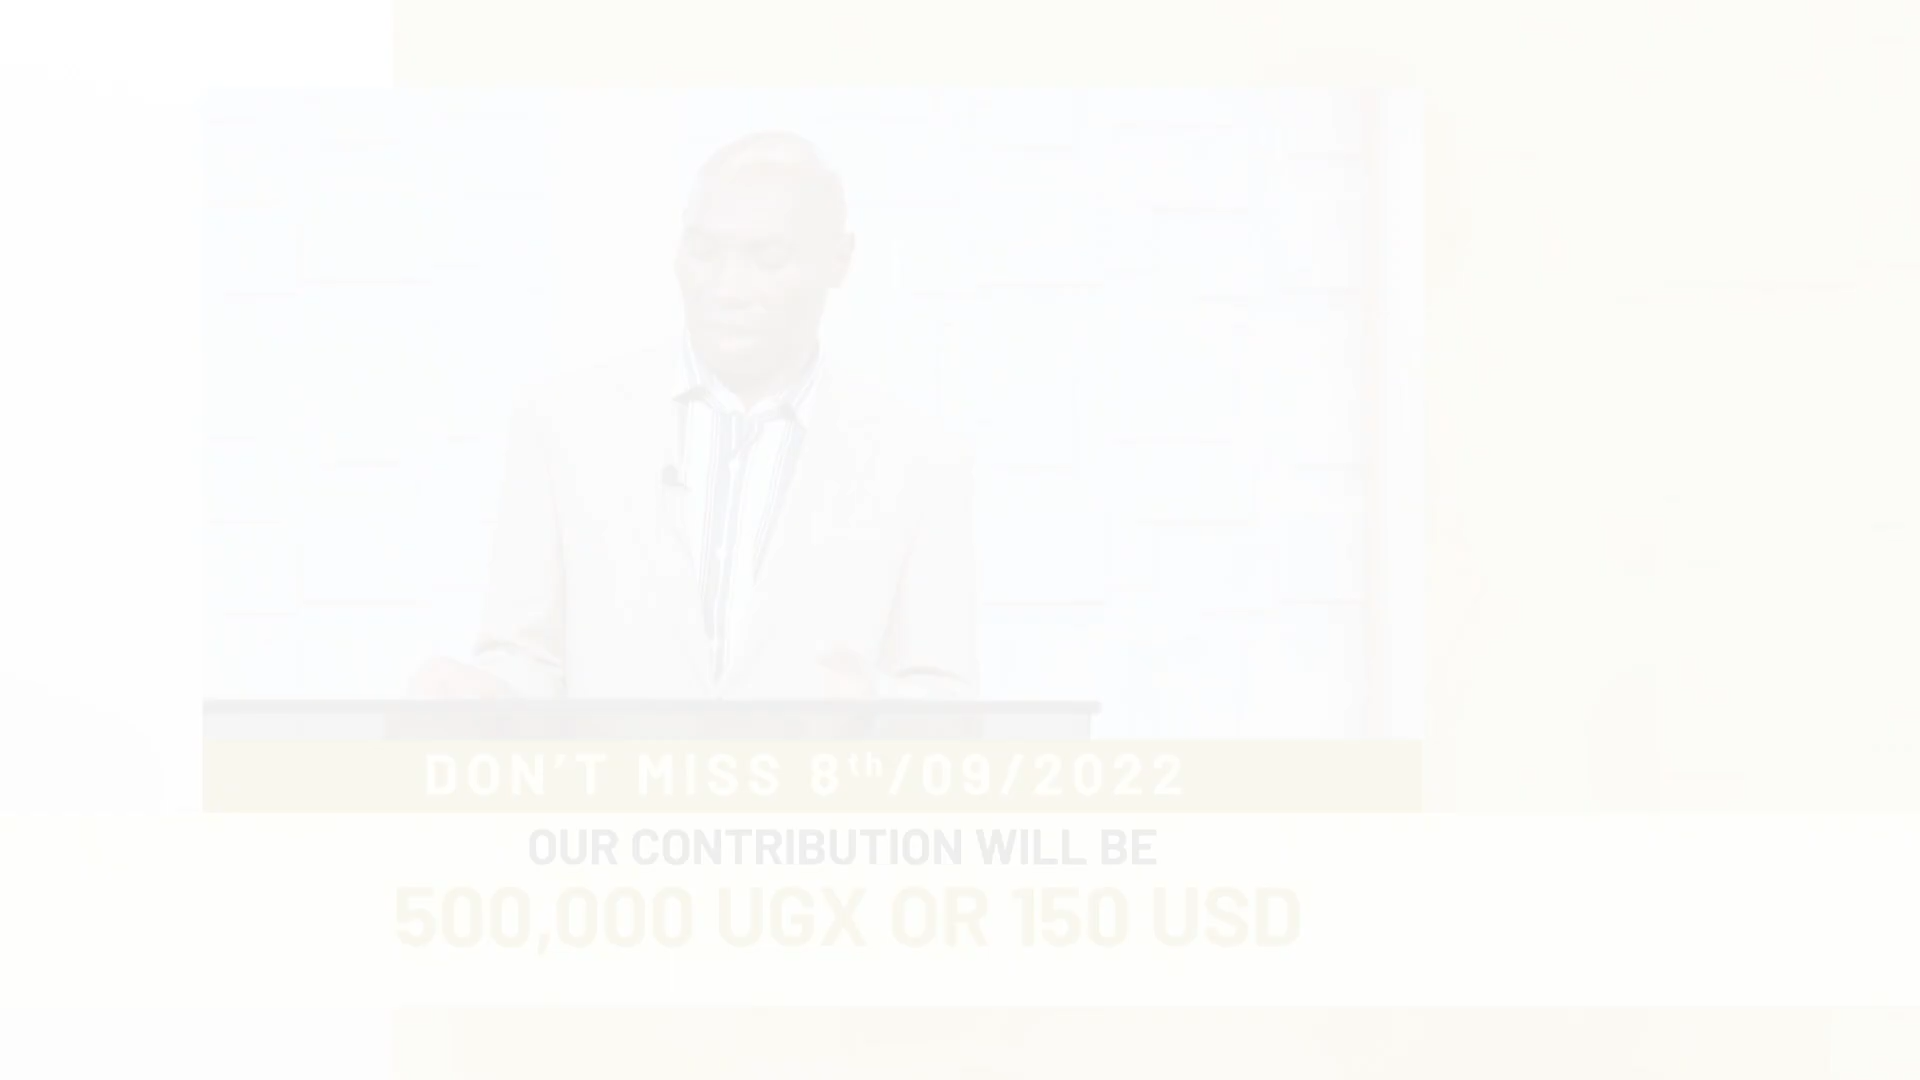 DON'T MISS 8th/09/2022
OUR CONTRIBUTION WILL BE
500,000 UGX OR 150 USD